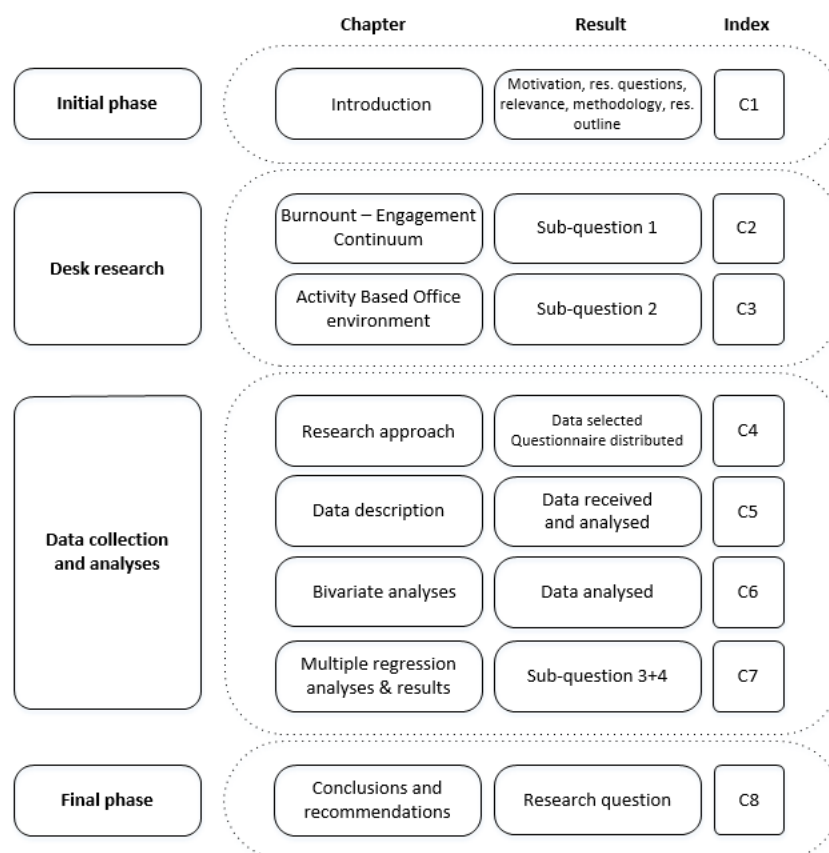 Chapter Result Index
Initial phase
Introduction
Motivation, res. questions,
relevance, methodology, res.
outline
C1
Desk research
Burnount – Engagement
Continuum
Sub-question 1
C2
Activity Based Office
environment
Sub-question 2
C3
Data collection
and analyses
Research approach
Data selected
Questionnaire distributed
C4
Data description
Data received
and analysed
C5
Bivariate analyses
Data analysed
C6
Multiple regression
analyses & results
Sub-question 3+4
C7
Final phase
Conclusions and
recommendations
Research question
C8